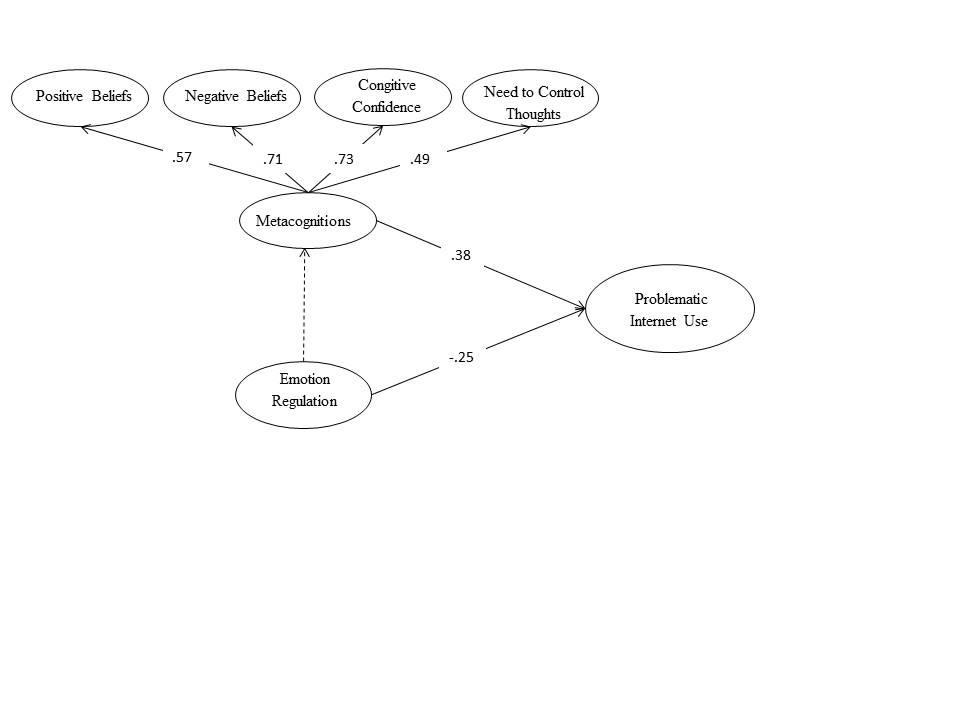 Positive Beliefs
Negative Beliefs
Congitive
Confidence
Need to Control
Thoughts
.57
.71
.73
.49
Metacognitions
.38
Problematic
Internet Use
-.25
Emotion
Regulation